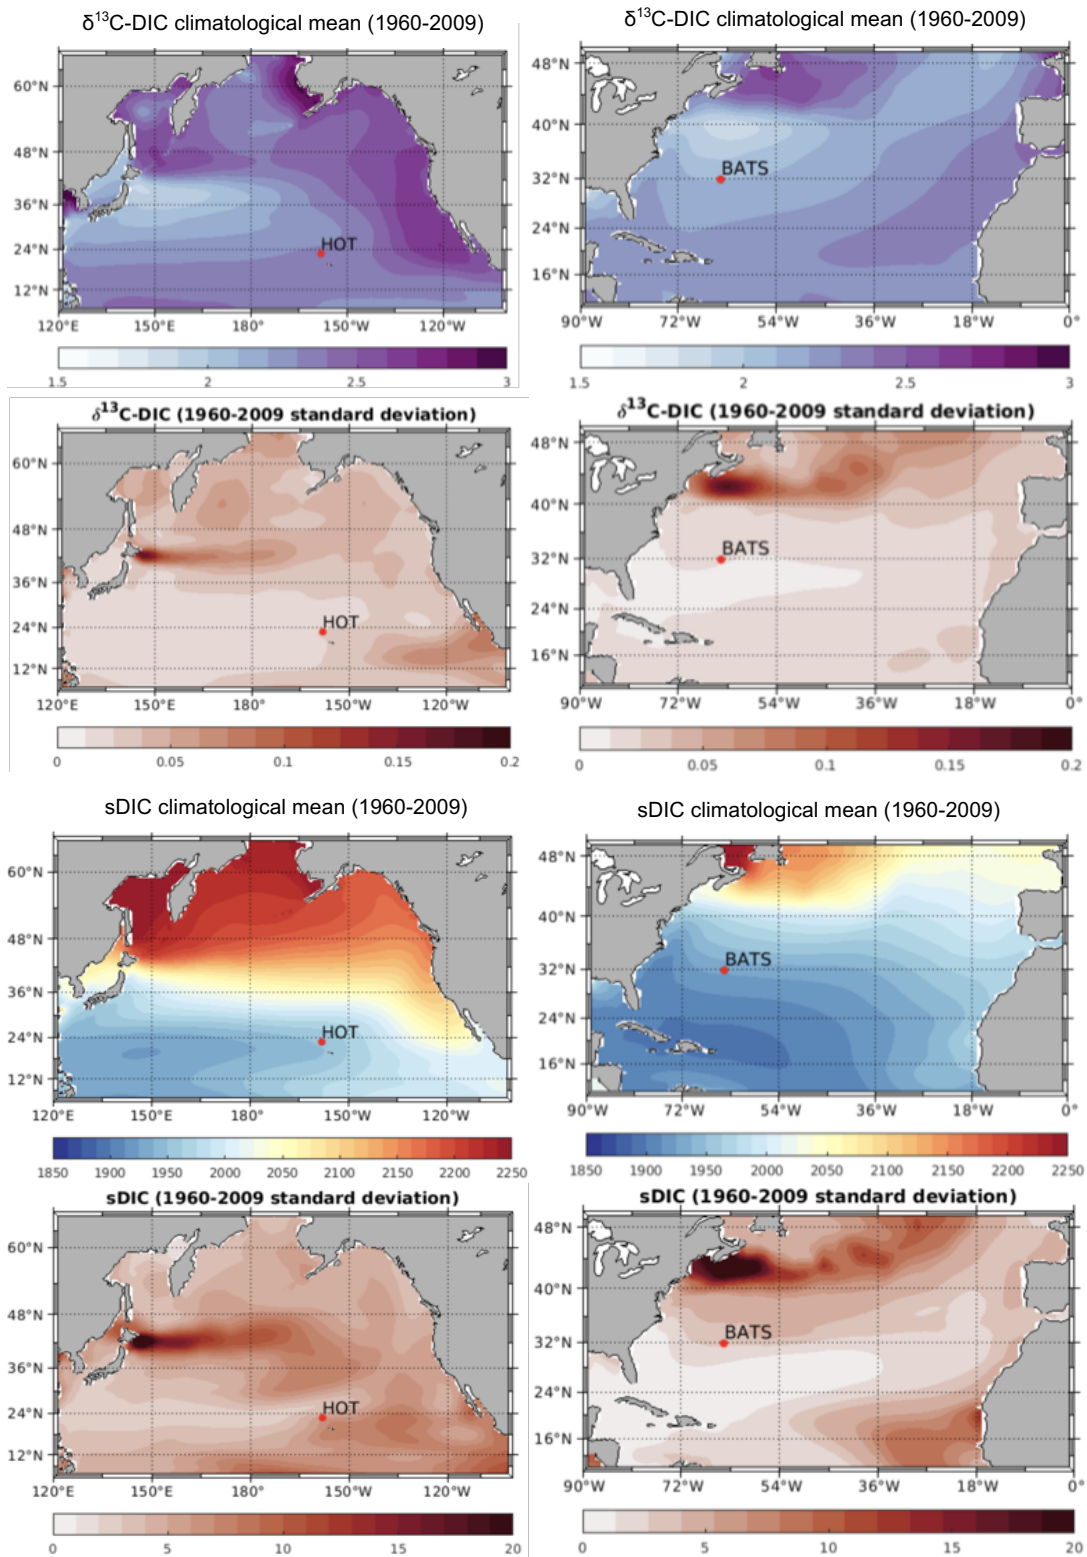 δ¹³C-DIC climatological mean (1960-2009)
60°N
48°N
36°N
24°N
12°N
HOT
120°E 150°E 180°W 150°W 120°W
1.5 2 2.5 3
δ¹³C-DIC climatological mean (1960-2009)
48°N
40°N
32°N
24°N
16°N
BATS
90°W 72°W 54°W 36°W 18°W 0°
1.5 2 2.5 3
δ¹³C-DIC (1960-2009 standard deviation)
60°N
48°N
36°N
24°N
12°N
HOT
120°E 150°E 180°W 150°W 120°W
0 0.05 0.1 0.15 0.2
δ¹³C-DIC (1960-2009 standard deviation)
48°N
40°N
32°N
24°N
16°N
BATS
90°W 72°W 54°W 36°W 18°W 0°
0 0.05 0.1 0.15 0.2
sDIC climatological mean (1960-2009)
60°N
48°N
36°N
24°N
12°N
HOT
120°E 150°E 180°W 150°W 120°W
1850 1900 1950 2000 2050 2100 2150 2200 2250
sDIC climatological mean (1960-2009)
48°N
40°N
32°N
24°N
16°N
BATS
90°W 72°W 54°W 36°W 18°W 0°
1850 1900 1950 2000 2050 2100 2150 2200 2250
sDIC (1960-2009 standard deviation)
60°N
48°N
36°N
24°N
12°N
HOT
120°E 150°E 180°W 150°W 120°W
0 5 10 15 20
sDIC (1960-2009 standard deviation)
48°N
40°N
32°N
24°N
16°N
BATS
90°W 72°W 54°W 36°W 18°W 0°
0 5 10 15 20